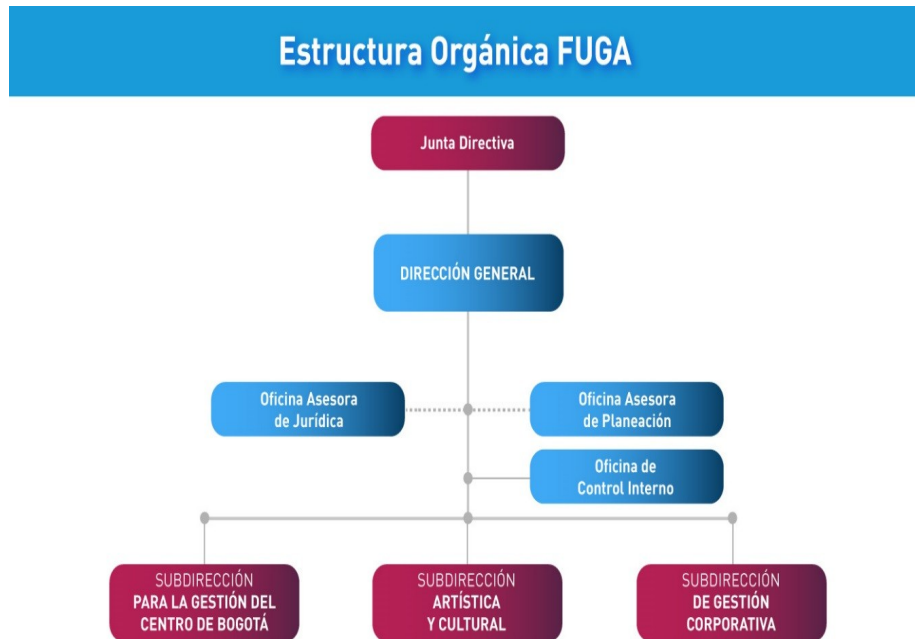 Estructura Orgánica FUGA
Junta Directiva
DIRECCIÓN GENERAL
Oficina Asesora
de Jurídica
Oficina Asesora
de Planeación
Oficina de
Control Interno
SUBDIRECCIÓN
PARA LA GESTIÓN DEL
CENTRO DE BOGOTÁ
SUBDIRECCIÓN
ARTÍSTICA
Y CULTURAL
SUBDIRECCIÓN
DE GESTIÓN
CORPORATIVA